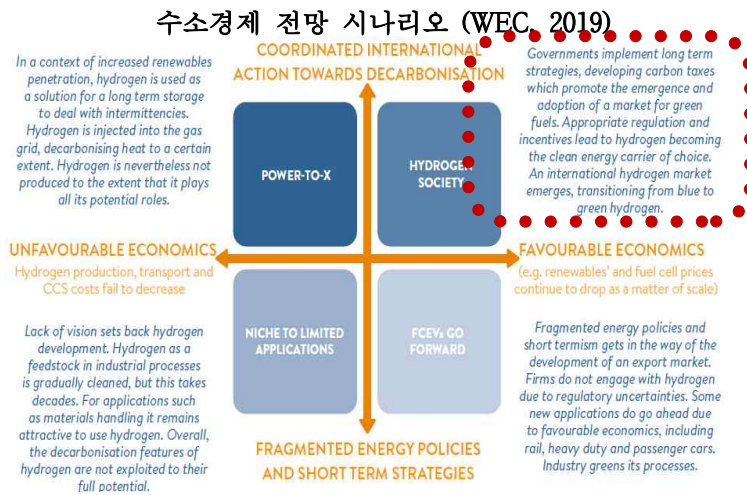 수소경제 전망 시나리오 (WEC, 2019)
COORDINATED INTERNATIONAL
ACTION TOWARDS DECARBONISATION
In a context of increased renewables
penetration, hydrogen is used as
a solution for a long term storage
to deal with intermittencies.
Hydrogen is injected into the gas
grid, decarbonising heat to a certain
extent. Hydrogen is nevertheless not
produced to the extent that it plays
all its potential roles.
POWER-TO-X
HYDROGEN
SOCIETY
Governments implement long term
strategies, developing carbon taxes
which promote the emergence and
adoption of a market for green
fuels. Appropriate regulation and
incentives lead to hydrogen becoming
the clean energy carrier of choice.
An international hydrogen market
emerges, transitioning from blue to
green hydrogen.
UNFAVOURABLE ECONOMICS
Hydrogen production, transport and
CCS costs fail to decrease
FAVOURABLE ECONOMICS
(e.g. renewables' and fuel cell prices
continue to drop as a matter of scale)
Lack of vision sets back hydrogen
development. Hydrogen as a
feedstock in industrial processes
is gradually cleaned, but this takes
decades. For applications such
as materials handling it remains
attractive to use hydrogen. Overall,
the decarbonisation features of
hydrogen are not exploited to their
full potential.
NICHE TO LIMITED
APPLICATIONS
FCEVs GO
FORWARD
Fragmented energy policies and
short termism gets in the way of the
development of an export market.
Firms do not engage with hydrogen
due to regulatory uncertainties. Some
new applications do go ahead due
to favourable economics, including
rail, heavy duty and passenger cars.
Industry greens its processes.
FRAGMENTED ENERGY POLICIES
AND SHORT TERM STRATEGIES